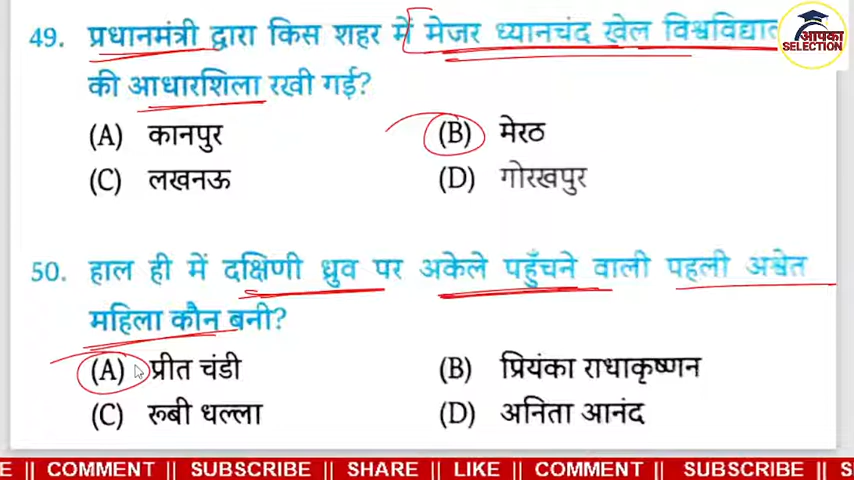 49. प्रधानमंत्री द्वारा किस शहर में मेजर ध्यानचंद खेल विश्वविद्याल
की आधारशिला रखी गई?
(A) कानपुर (B) मेरठ
(C) लखनऊ (D) गोरखपुर
50. हाल ही में दक्षिणी ध्रुव पर अकेले पहुँचने वाली पहली अश्वेत
महिला कौन बनी?
(A) प्रीत चंडी (B) प्रियंका राधाकृष्णन
(C) रूबी धल्ला (D) अनिता आनंद
आपका
SELECTION
E || COMMENT || SUBSCRIBE || SHARE || LIKE || COMMENT || SUBSCRIBE || S